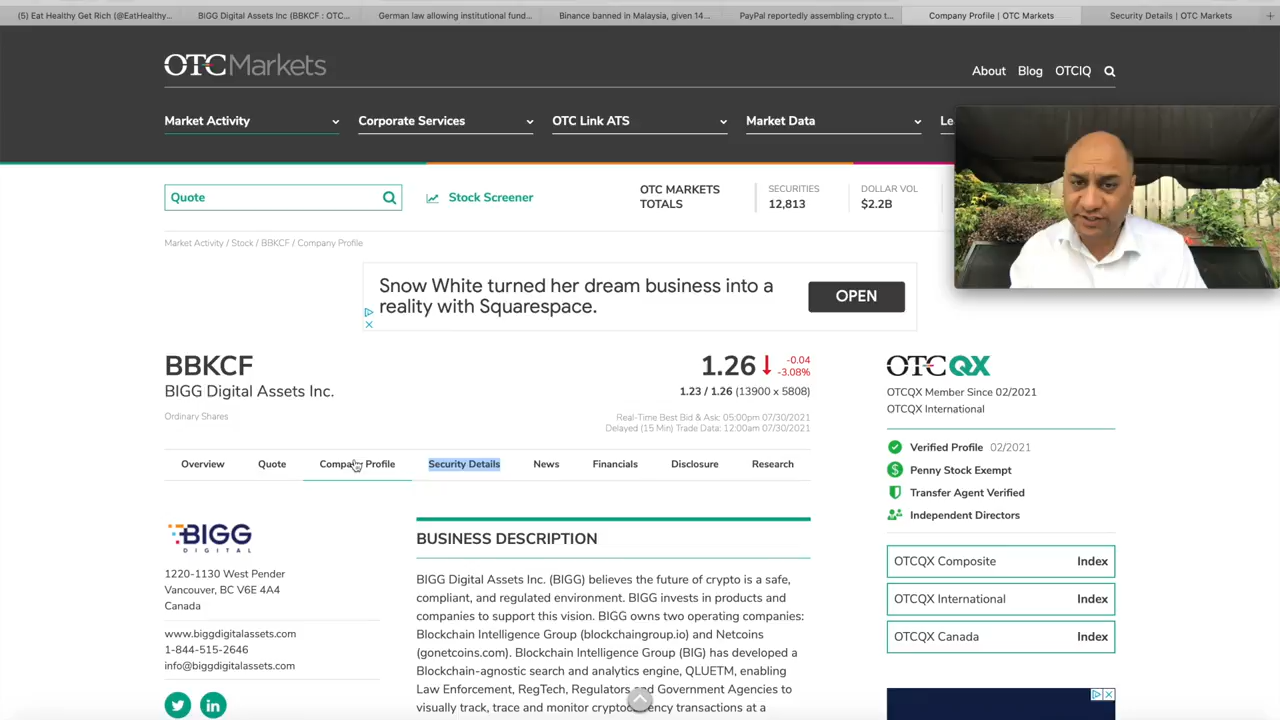 (5) Eat Healthy Get Rich (@EatHealthy...
BIGG Digital Assets Inc (BBKCF : OTC...
German law allowing institutional fund...
Binance banned in Malaysia, given 14...
PayPal reportedly assembling crypto t...
Company Profile | OTC Markets
Security Details | OTC Markets
OTCMarkets
About
Blog
OTCIQ
Market Activity
Corporate Services
OTC Link ATS
Market Data
Le
Quote
Stock Screener
OTC MARKETS
TOTALS
SECURITIES
12,813
DOLLAR VOL
$2.2B
Market Activity / Stock / BBKCF / Company Profile
Snow White turned her dream business into a
reality with Squarespace.
OPEN
BBKCF
BIGG Digital Assets Inc.
Ordinary Shares
1.26
-0.04
-3.08%
1.23 / 1.26 (13900 x 5808)
Real-Time Best Bid & Ask: 05:00pm 07/30/2021
Delayed (15 Min) Trade Data: 12:00am 07/30/2021
OTCQX
OTCQX Member Since 02/2021
OTCQX International
Verified Profile 02/2021
Penny Stock Exempt
Transfer Agent Verified
Independent Directors
OTCQX Composite Index
OTCQX International Index
OTCQX Canada Index
Overview
Quote
Company Profile
Security Details
News
Financials
Disclosure
Research
BIGG
DIGITAL
1220-1130 West Pender
Vancouver, BC V6E 4A4
Canada
www.biggdigitalassets.com
1-844-515-2646
info@biggdigitalassets.com
BUSINESS DESCRIPTION
BIGG Digital Assets Inc. (BIGG) believes the future of crypto is a safe,
compliant, and regulated environment. BIGG invests in products and
companies to support this vision. BIGG owns two operating companies:
Blockchain Intelligence Group (blockchaingroup.io) and Netcoins
(gonetcoins.com). Blockchain Intelligence Group (BIG) has developed a
Blockchain-agnostic search and analytics engine, QLUETM, enabling
Law Enforcement, RegTech, Regulators and Government Agencies to
visually track, trace and monitor cryptocurrency transactions at a